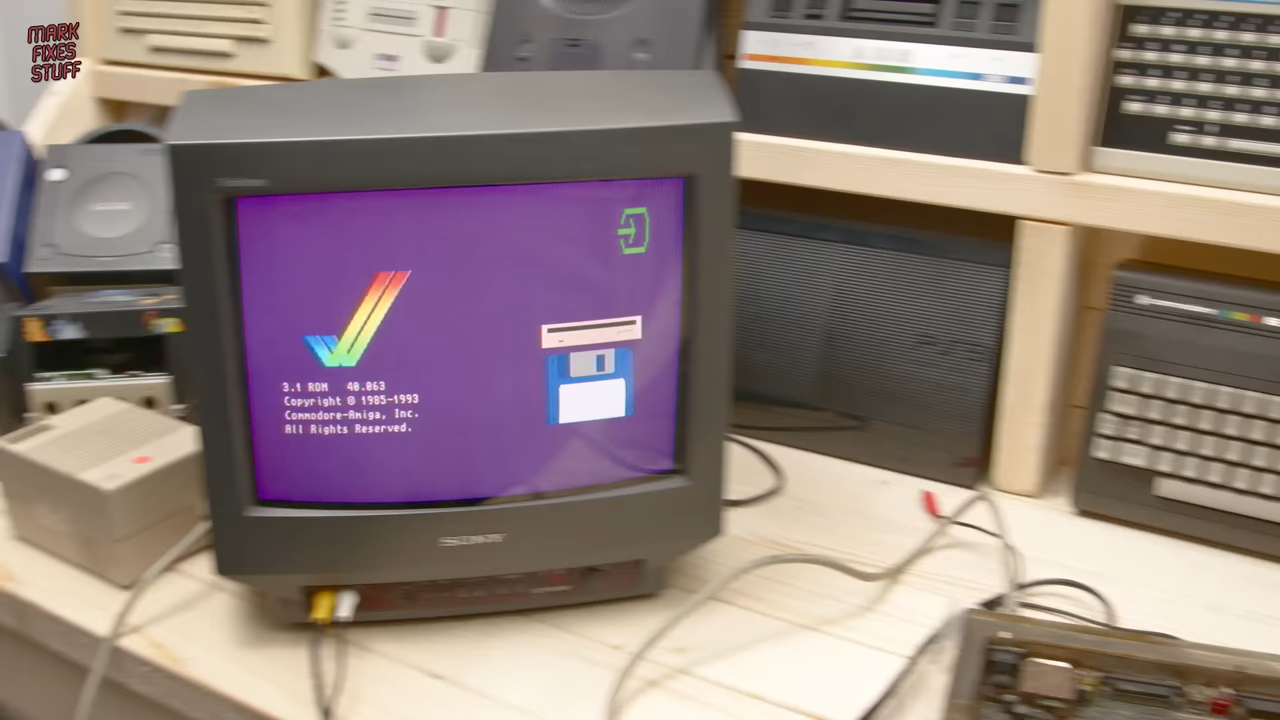 MARK
FIXES
STUFF
3.1 ROM 40.063
Copyright © 1985-1993
Commodore-Amiga, Inc.
All Rights Reserved.
SONY